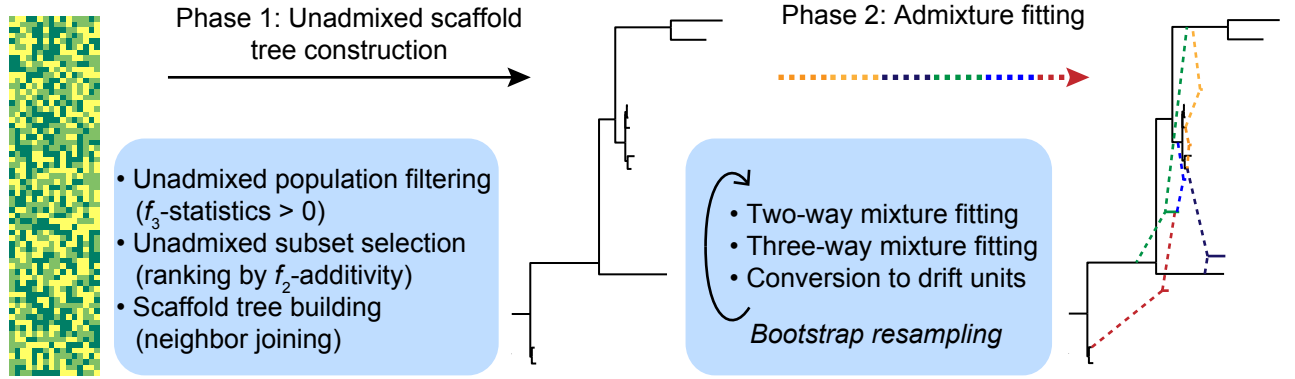 Phase 1: Unadmixed scaffold
tree construction
• Unadmixed population filtering
(f3-statistics > 0)
• Unadmixed subset selection
(ranking by f2-additivity)
• Scaffold tree building
(neighbor joining)
Phase 2: Admixture fitting
• Two-way mixture fitting
• Three-way mixture fitting
• Conversion to drift units
Bootstrap resampling